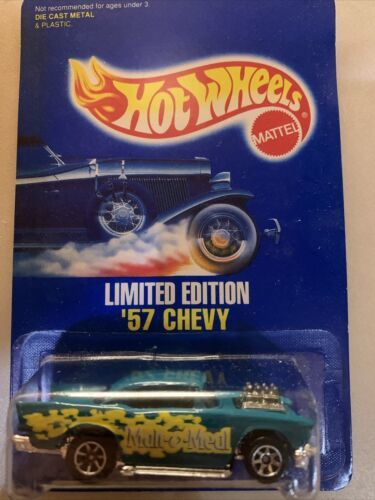 Not recommended for ages under 3.
DIE CAST METAL
& PLASTIC.
HOT WHEELS
MATTEL
®
LIMITED EDITION
'57 CHEVY
Malt-o-Meal